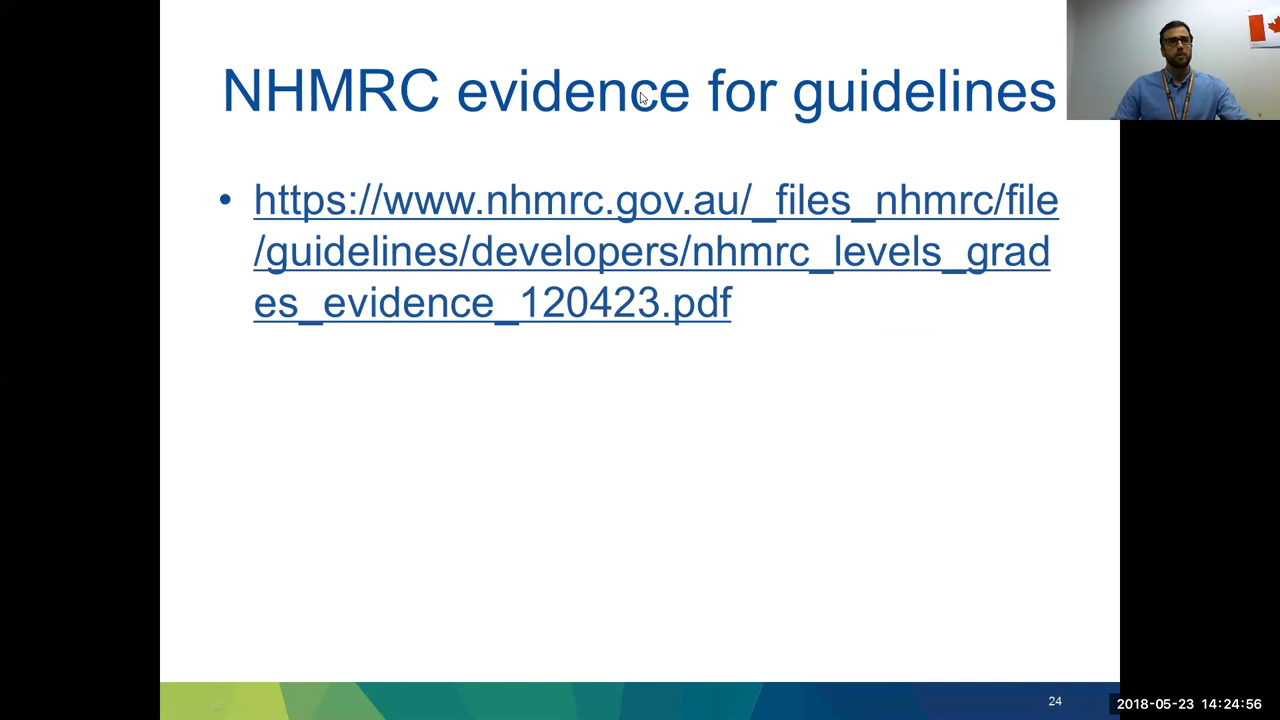 NHMRC evidence for guidelines
• https://www.nhmrc.gov.au/_files_nhmrc/file
/guidelines/developers/nhmrc_levels_grad
es_evidence_120423.pdf
24
2018-05-23 14:24:56